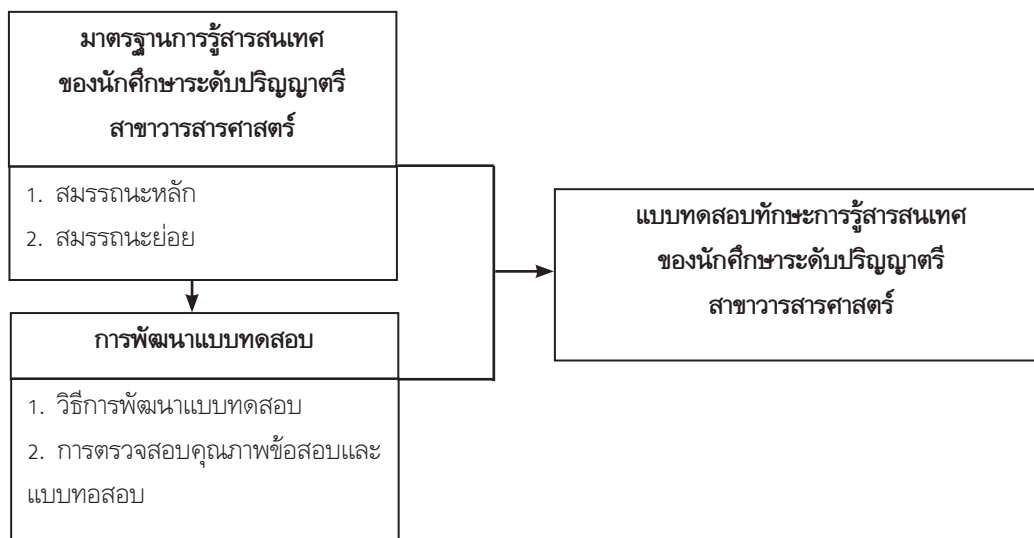 มาตรฐานการรู้สารสนเทศ
ของนักศึกษาระดับปริญญาตรี
สาขาวารสารศาสตร์
1. สมรรถนะหลัก
2. สมรรถนะย่อย
การพัฒนาแบบทดสอบ
1. วิธีการพัฒนาแบบทดสอบ
2. การตรวจสอบคุณภาพข้อสอบและ
แบบทอสอบ
แบบทดสอบทักษะการรู้สารสนเทศ
ของนักศึกษาระดับปริญญาตรี
สาขาวารสารศาสตร์